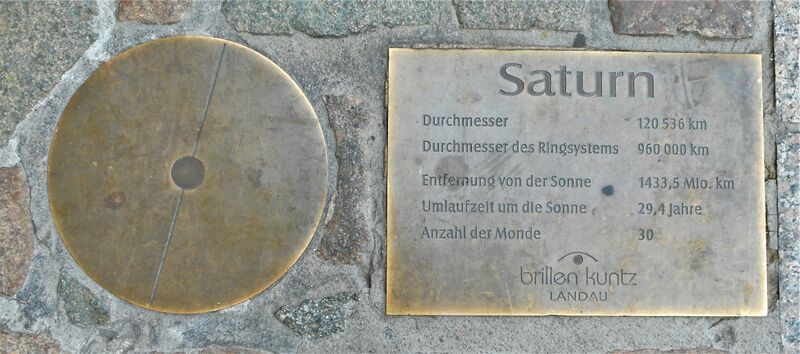 Saturn
Durchmesser 120 536 km
Durchmesser des Ringsystems 960 000 km
Entfernung von der Sonne 1433,5 Mio. km
Umlaufzeit um die Sonne 29,4 Jahre
Anzahl der Monde 30
brillen kuntz
LANDAU